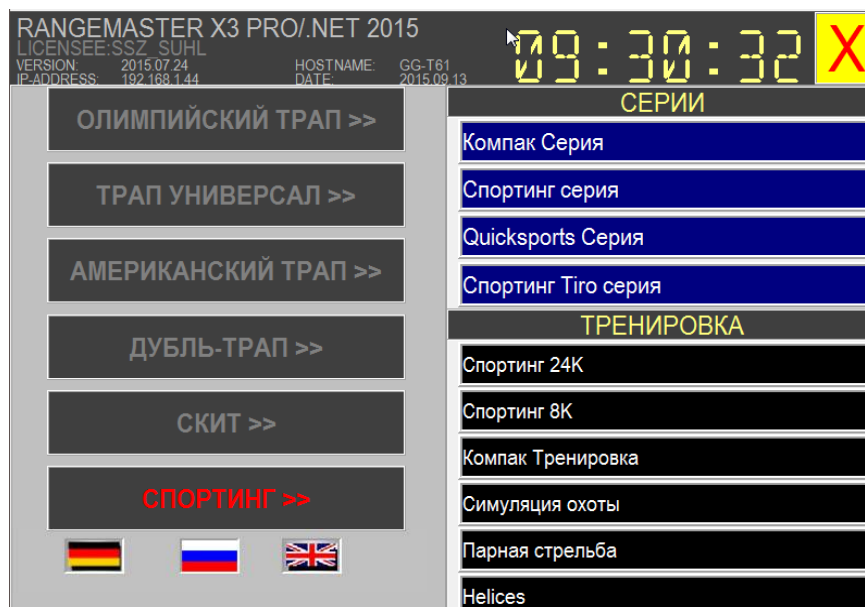 RANGEMASTER X3 PRO/.NET 2015
LICENSEE:SSZ_SUHL
VERSION: 2015.07.24 HOSTNAME: GG-T61
IP-ADDRESS: 192.168.1.44 DATE: 2015.09.13
09:30:32
X
ОЛИМПИЙСКИЙ ТРАП >>
ТРАП УНИВЕРСАЛ >>
АМЕРИКАНСКИЙ ТРАП >>
ДУБЛЬ-ТРАП >>
СКИТ >>
СПОРТИНГ >>
СЕРИИ
Компак Серия
Спортинг серия
Quicksports Серия
Спортинг Tiro серия
ТРЕНИРОВКА
Спортинг 24К
Спортинг 8К
Компак Тренировка
Симуляция охоты
Парная стрельба
Helices